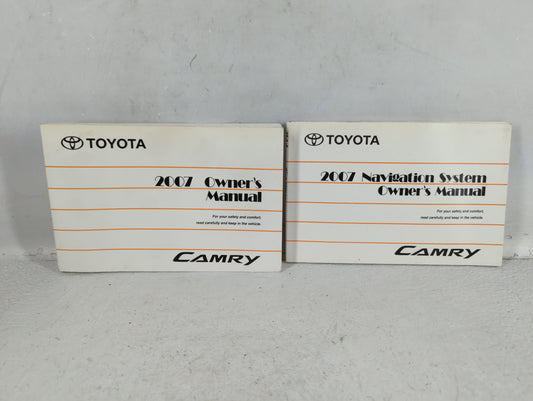 TOYOTA
2007 Owner's
Manual
For your safety and comfort,
read carefully and keep in the vehicle.
CAMRY
TOYOTA
2007 Navigation System
Owner's Manual
For your safety and comfort,
read carefully and keep in the vehicle.
CAMRY